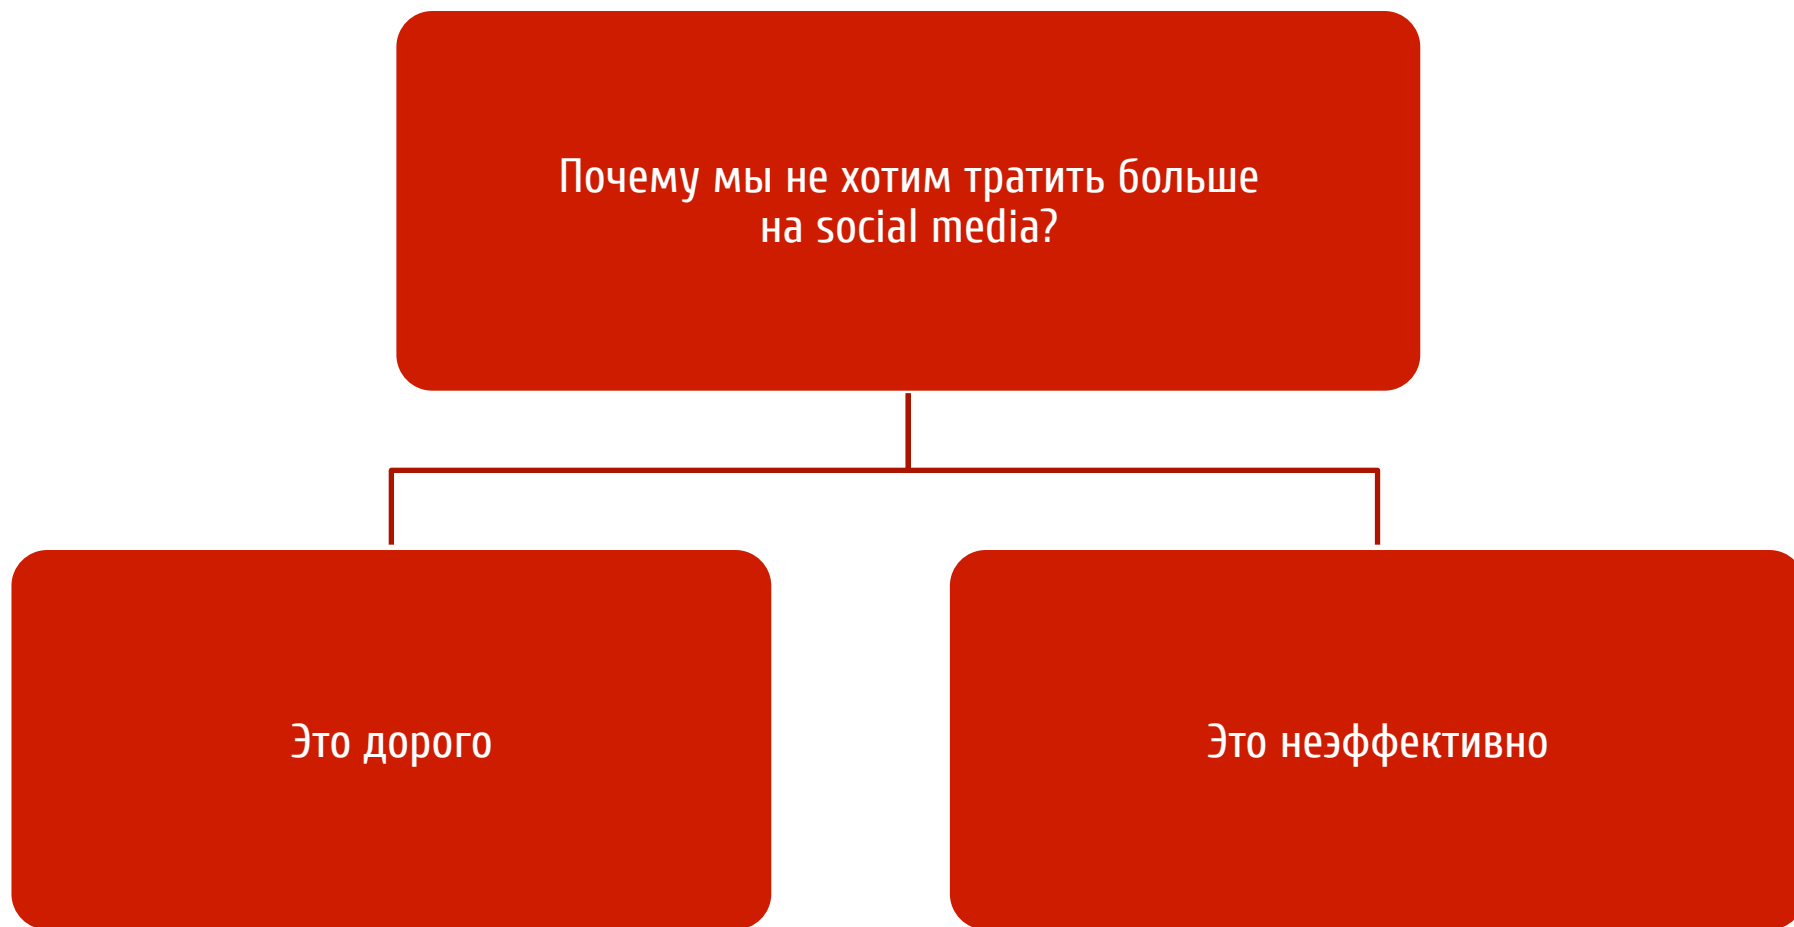 Почему мы не хотим тратить больше
на social media?
Это дорого
Это неэффективно